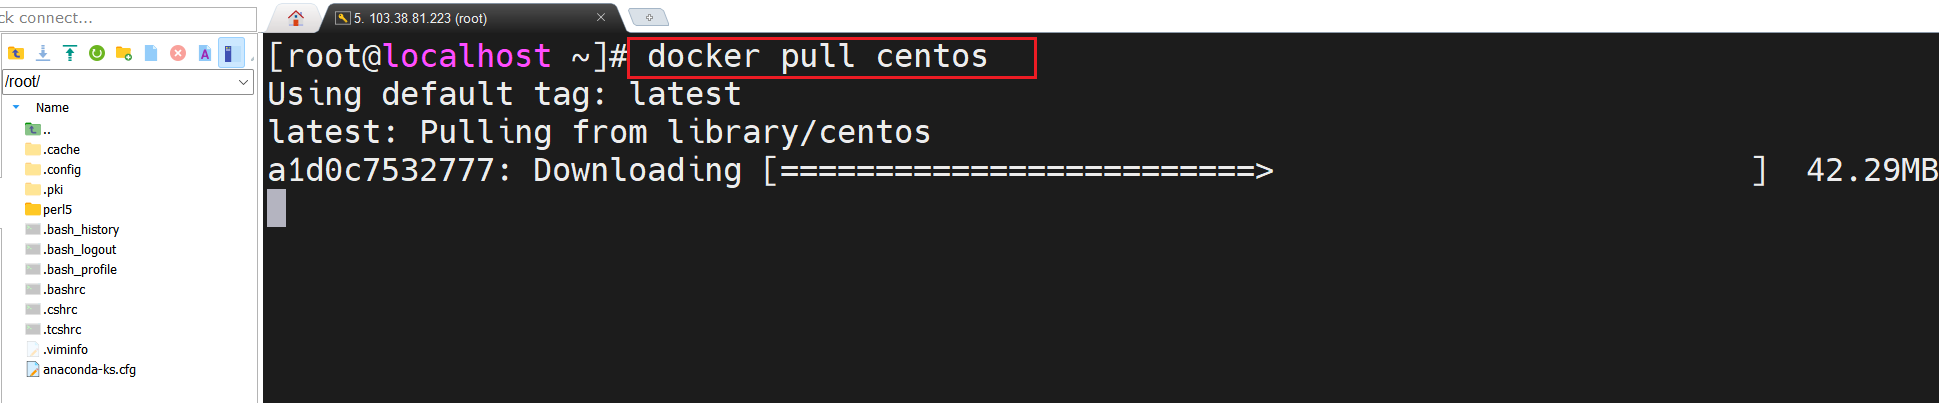 ck connect...
5. 103.38.81.223 (root)
/root/
Name
..
.cache
.config
.pki
perl5
.bash_history
.bash_logout
.bash_profile
.bashrc
.cshrc
.tcshrc
.viminfo
anaconda-ks.cfg
[root@localhost ~]# docker pull centos
Using default tag: latest
latest: Pulling from library/centos
a1d0c7532777: Downloading [=========================>                         ]  42.29MB